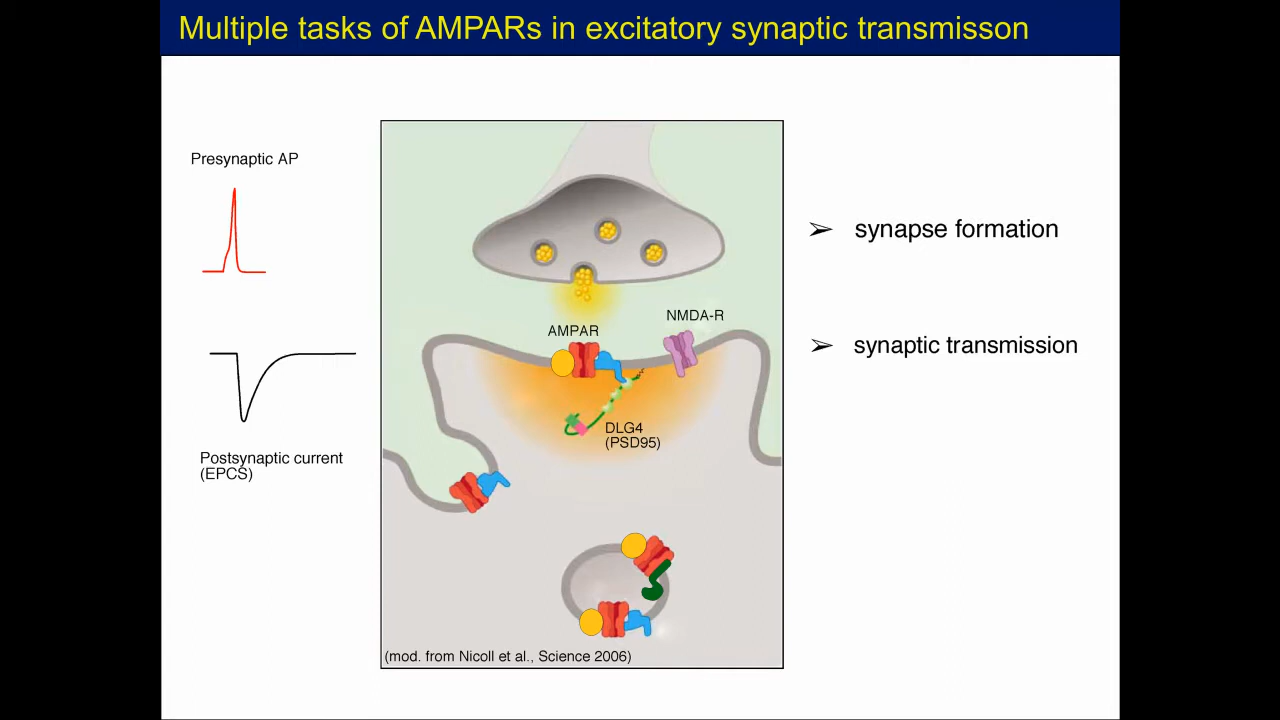 Multiple tasks of AMPARs in excitatory synaptic transmisson
Presynaptic AP
Postsynaptic current
(EPCS)
AMPAR
NMDA-R
DLG4
(PSD95)
(mod. from Nicoll et al., Science 2006)
➢ synapse formation
➢ synaptic transmission